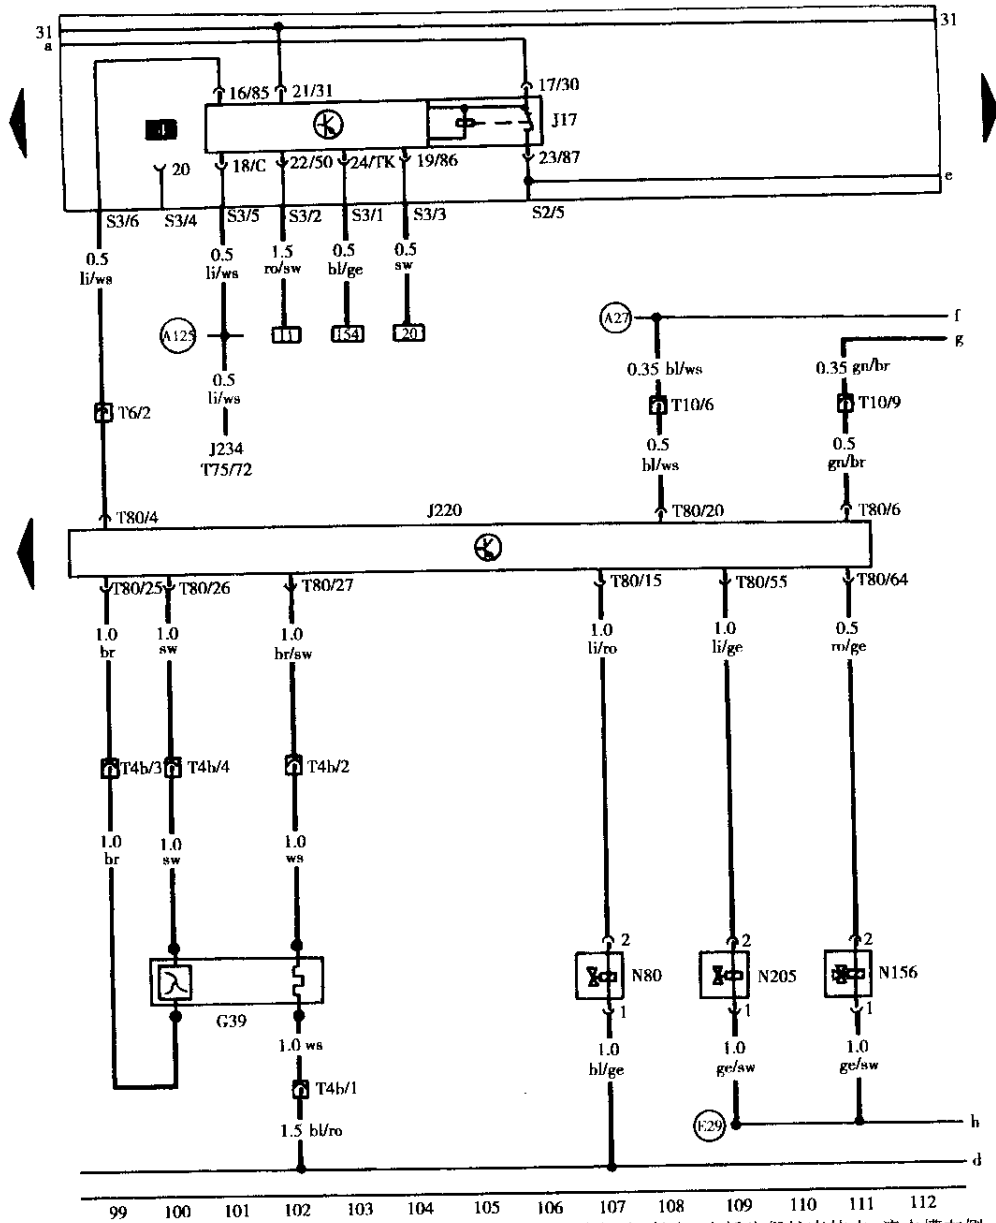 31 31
a
16/85 21/31 17/30
4 J17
20 18/C 22/50 24/TK 19/86 23/87
e
S3/6 S3/4 S3/5 S3/2 S3/1 S3/3 S2/5
0.5 0.5 1.5 0.5 0.5
li/ws li/ws ro/sw bl/ge sw
A125 11 154 20 A27 f
g
0.5 0.35 bl/ws 0.35 gn/br
li/ws
T6/2 T10/6 T10/9
J234 0.5 0.5
T75/72 bl/ws gn/br
T80/4 J220 T80/20 T80/6
T80/25 T80/26 T80/27 T80/15 T80/55 T80/64
1.0 1.0 1.0 1.0 1.0 0.5
br sw br/sw li/ro li/ge ro/ge
T4b/3 T4b/4 T4b/2
1.0 1.0 1.0
br sw ws
2 2 2
N80 N205 N156
G39 1 1 1
1.0 ws 1.0 1.0 1.0
bl/ge ge/sw ge/sw
T4b/1
1.5 bl/ro E29 h
d
99 100 101 102 103 104 105 106 107 108 109 110 111 112